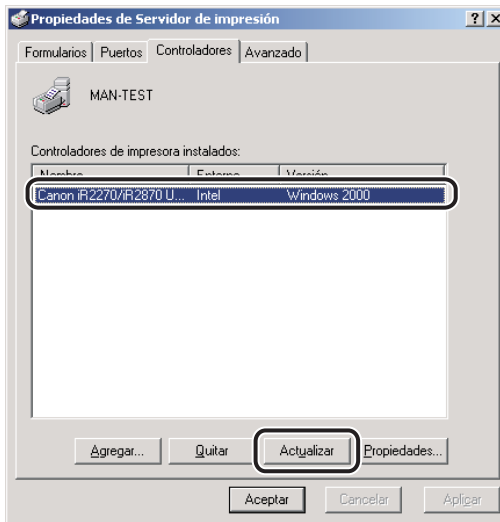 Propiedades de Servidor de impresión
Formularios Puertos Controladores Avanzado
MAN-TEST
Controladores de impresora instalados:
Nombre Entorno Versión
Canon iR2270/iR2870 U... Intel Windows 2000
Agregar... Quitar Actualizar Propiedades...
Aceptar Cancelar Aplicar